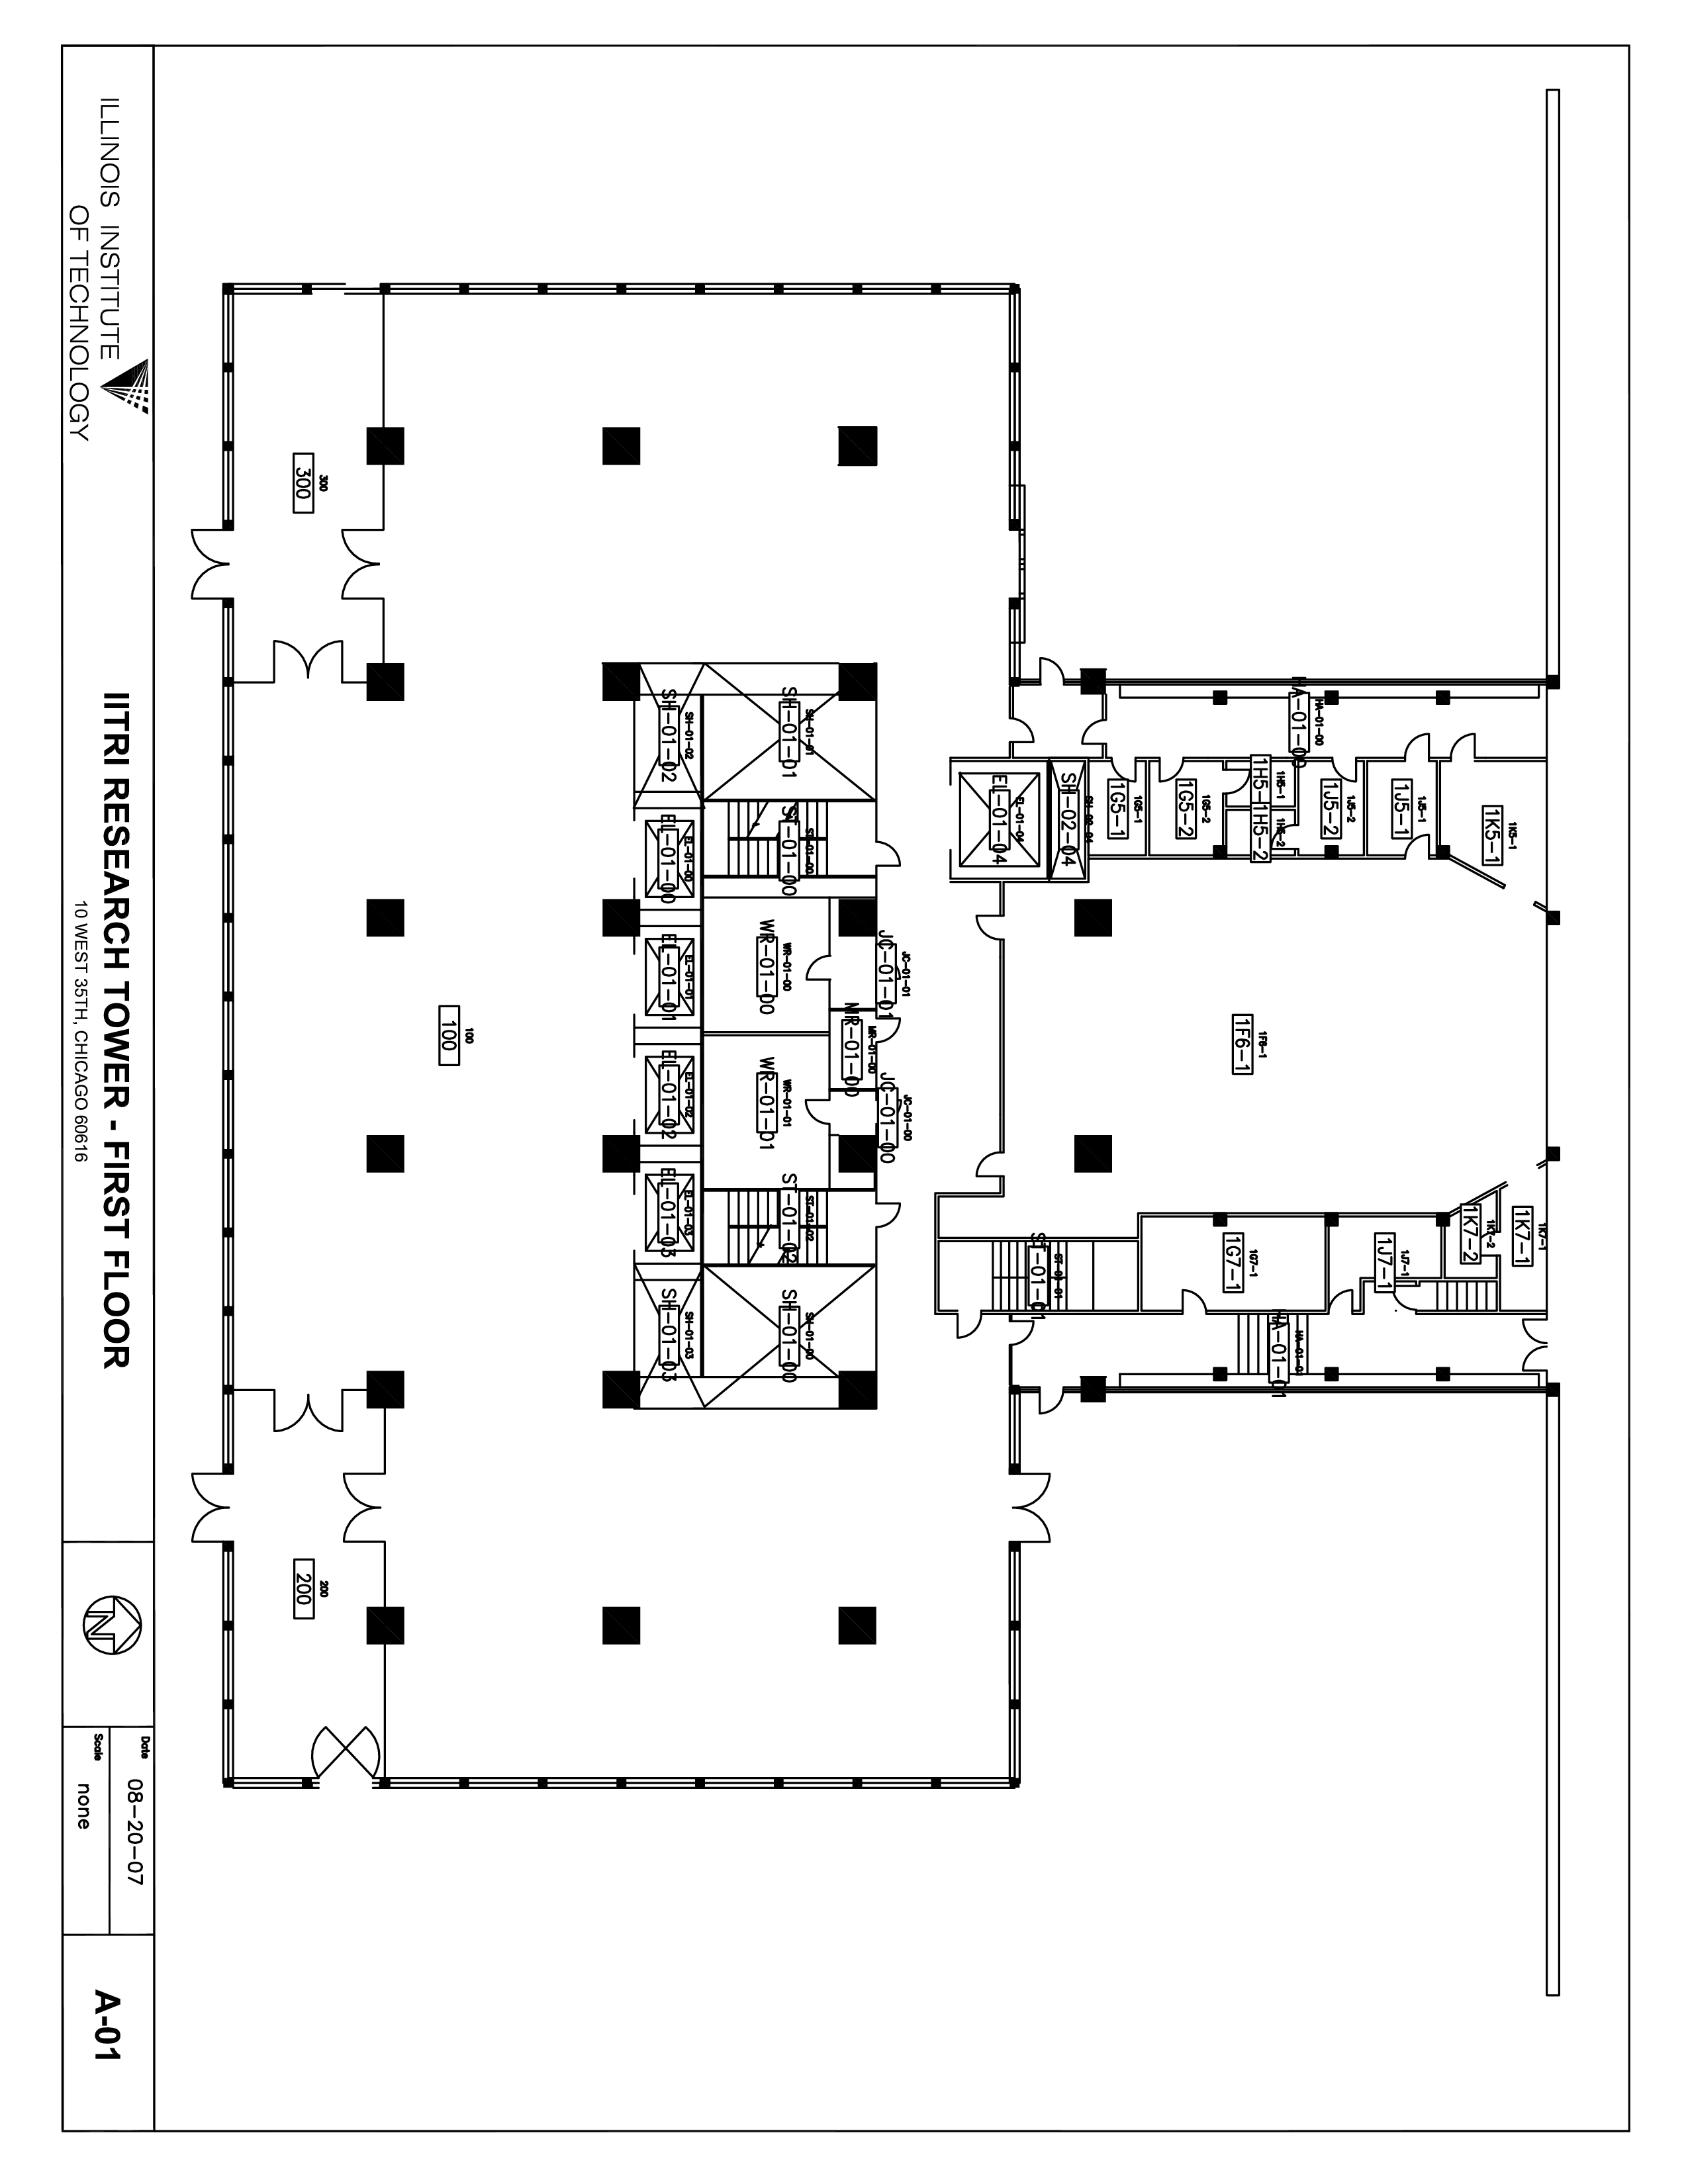 1K5-1
1K5-1
1K7-1
1K7-1
1K7-2
1K7-2
1J5-1
1J5-1
1J7-1
1J7-1
1J5-2
1J5-2
HA-01-00
HA-01-00
HA-01-01
HA-01-01
1H5-1
1H5-1
1H5-2
1H5-2
1F6-1
1F6-1
1G7-1
1G7-1
1G5-2
1G5-2
1G5-1
1G5-1
SH-02-04
SH-02-04
ST-01-01
ST-01-01
EL-01-04
EL-01-04
JC-01-01
JC-01-01
JC-01-00
JC-01-00
MR-01-00
MR-01-00
SH-01-01
SH-01-01
ST-01-00
ST-01-00
WR-01-00
WR-01-00
WR-01-01
WR-01-01
ST-01-02
ST-01-02
SH-01-00
SH-01-00
SH-01-02
SH-01-02
EL-01-00
EL-01-00
EL-01-01
EL-01-01
EL-01-02
EL-01-02
EL-01-03
EL-01-03
SH-01-03
SH-01-03
100
100
300
300
200
200
ILLINOIS INSTITUTE
OF TECHNOLOGY
IITRI RESEARCH TOWER - FIRST FLOOR
10 WEST 35TH, CHICAGO 60616
N
Date 08-20-07
Scale none
A-01